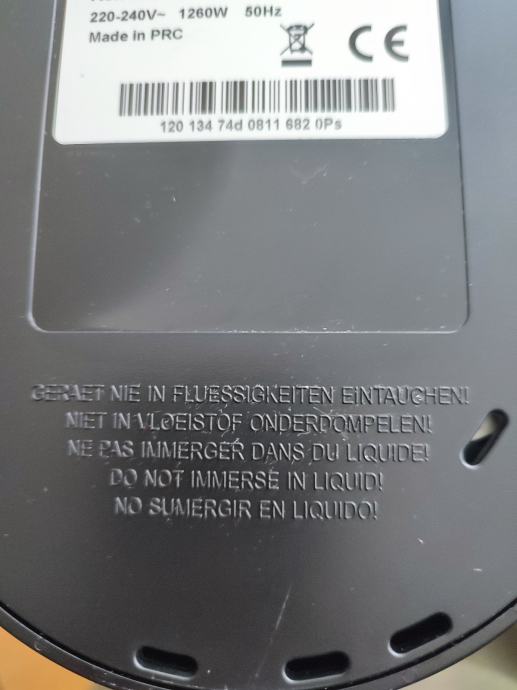 220-240V~ 1260W 50Hz
Made in PRC
CE
120 134 74d 0811 682 0Ps
GERAET NIE IN FLUESSIGKEITEN EINTAUCHEN!
NIET IN VLOEISTOF ONDERDOMPELEN!
NE PAS IMMERGER DANS DU LIQUIDE!
DO NOT IMMERSE IN LIQUID!
NO SUMERGIR EN LIQUIDO!